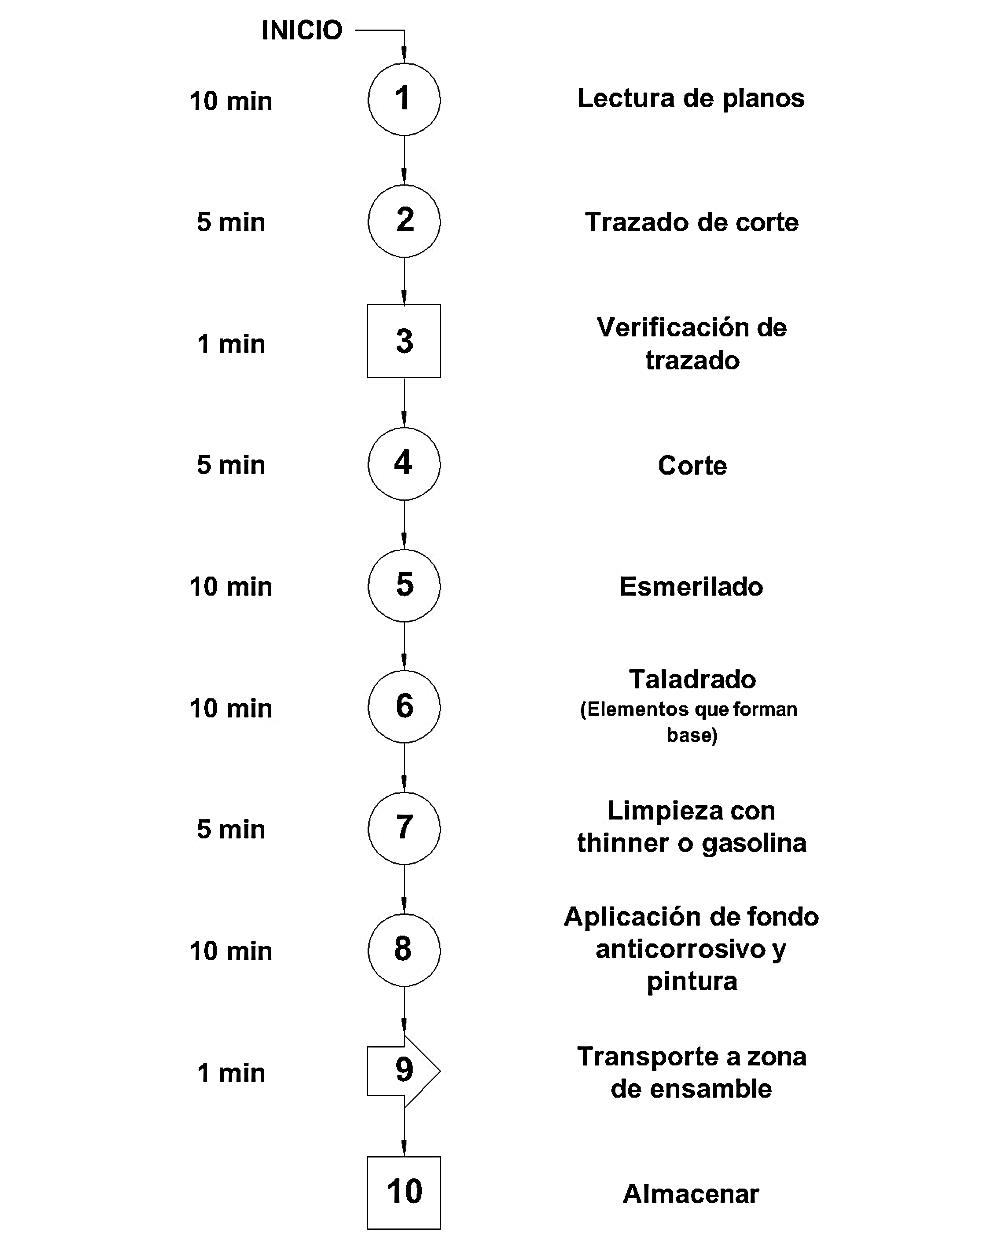 INICIO
10 min 1 Lectura de planos
5 min 2 Trazado de corte
1 min 3 Verificación de
trazado
5 min 4 Corte
10 min 5 Esmerilado
10 min 6 Taladrado
(Elementos que forman
base)
5 min 7 Limpieza con
thinner o gasolina
10 min 8 Aplicación de fondo
anticorrosivo y
pintura
1 min 9 Transporte a zona
de ensamble
10 Almacenar